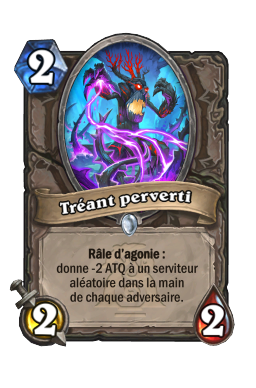 2
Tréant perverti
Râle d'agonie :
donne -2 ATQ à un serviteur
aléatoire dans la main
de chaque adversaire.
2
2